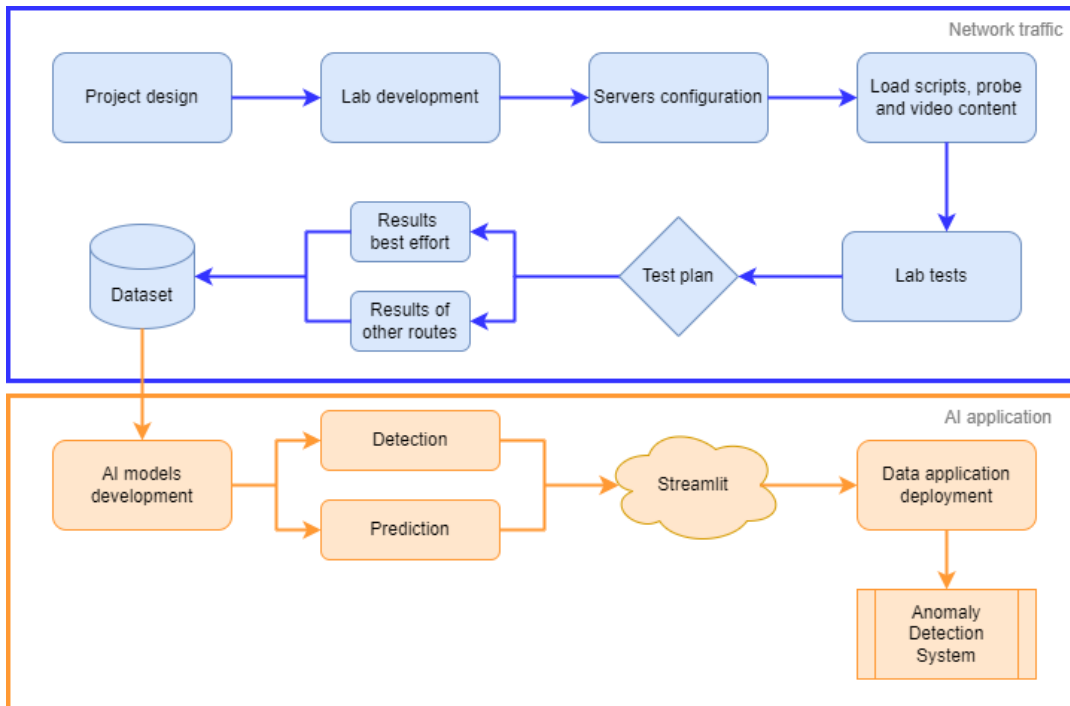 Network traffic
Project design
Lab development
Servers configuration
Load scripts, probe
and video content
Results
best effort
Dataset
Test plan
Lab tests
Results of
other routes
AI application
AI models
development
Detection
Prediction
Streamlit
Data application
deployment
Anomaly
Detection
System